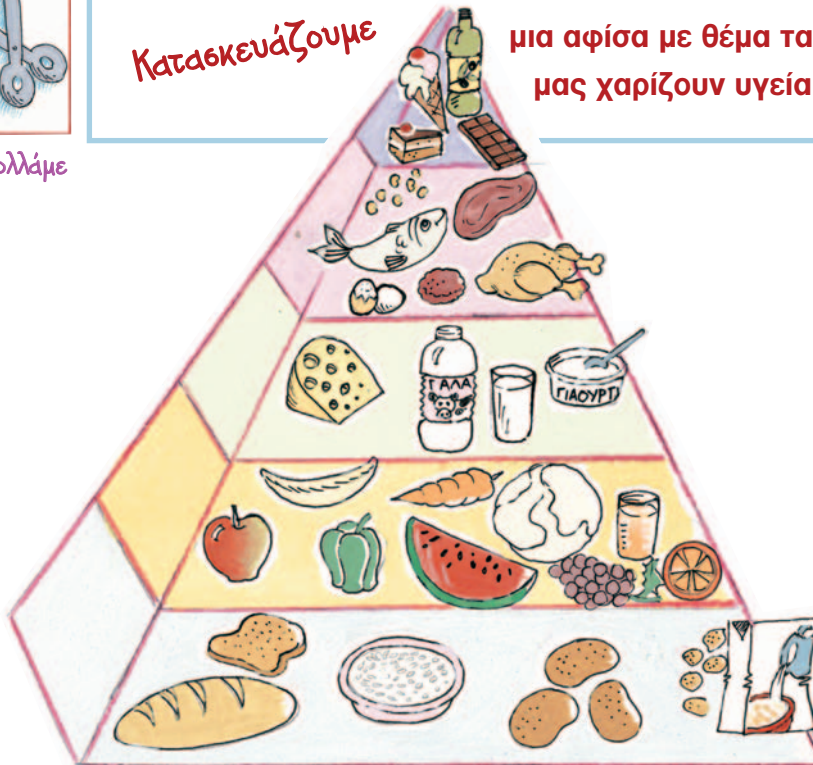 Κατασκευάζουμε
μια αφίσα με θέμα τα
μας χαρίζουν υγεία
ολλάμε
ΓΑΛΑ
ΓΙΑΟΥΡΤΙ